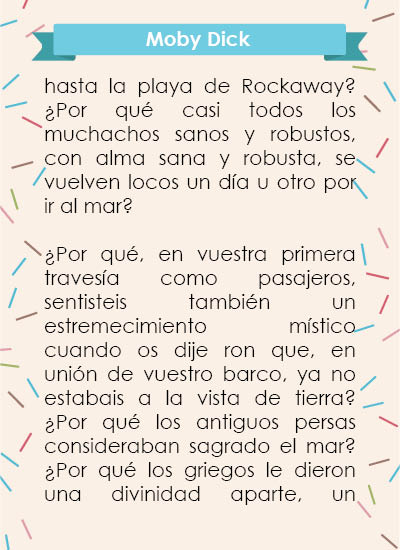 Moby Dick
hasta la playa de Rockaway?
¿Por qué casi todos los
muchachos sanos y robustos,
con alma sana y robusta, se
vuelven locos un día u otro por
ir al mar?
¿Por qué, en vuestra primera
travesía como pasajeros,
sentisteis también un
estremecimiento místico
cuando os dije ron que, en
unión de vuestro barco, ya no
estabais a la vista de tierra?
¿Por qué los antiguos persas
consideraban sagrado el mar?
¿Por qué los griegos le dieron
una divinidad aparte, un